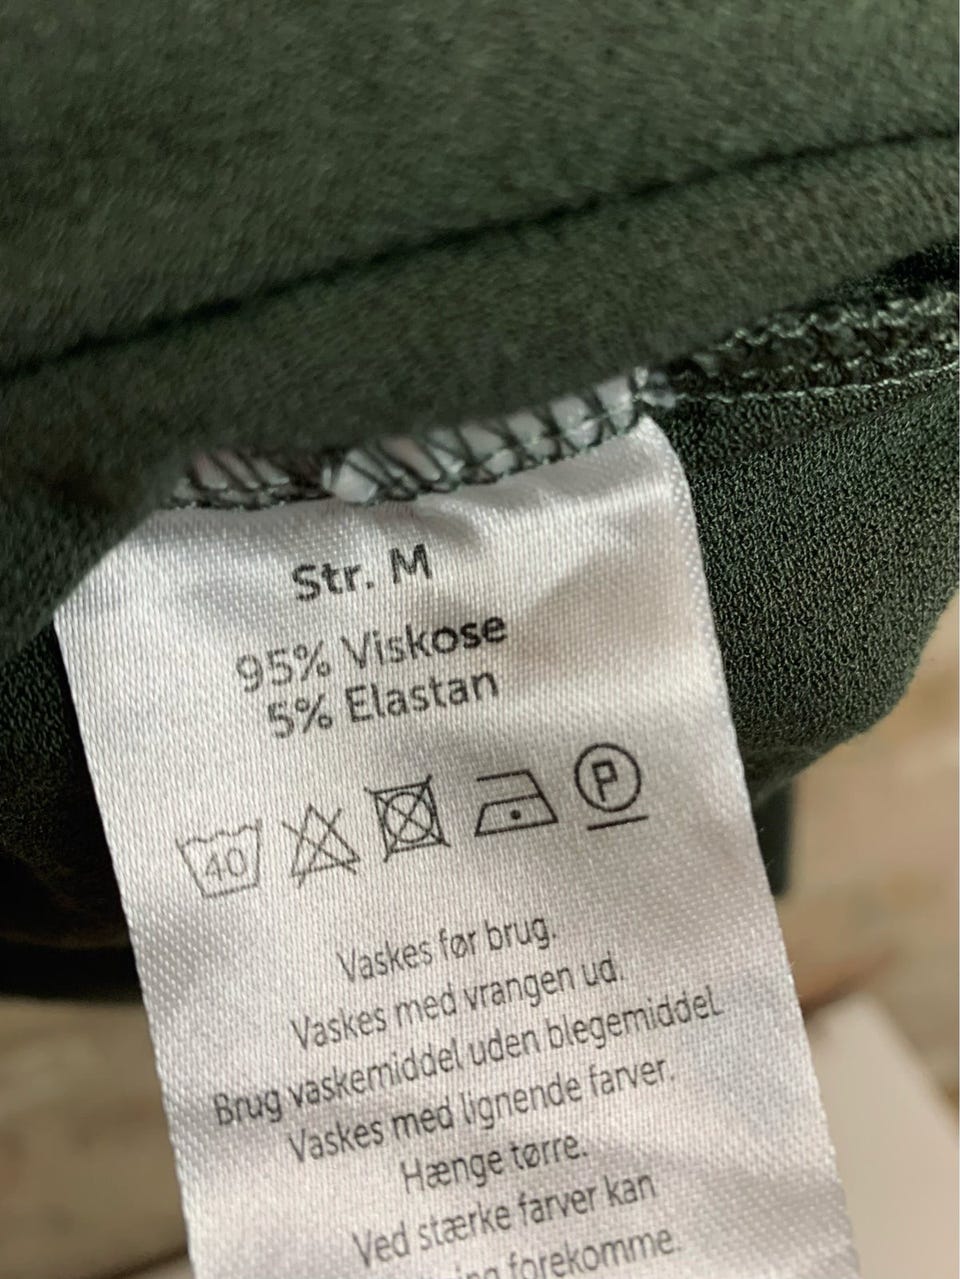 Str. M
95% Viskose
5% Elastan
40 P
Vaskes før brug.
Vaskes med vrangen ud.
Brug vaskemiddel uden blegemiddel.
Vaskes med lignende farver.
Hænge tørre.
Ved stærke farver kan
forekomme.